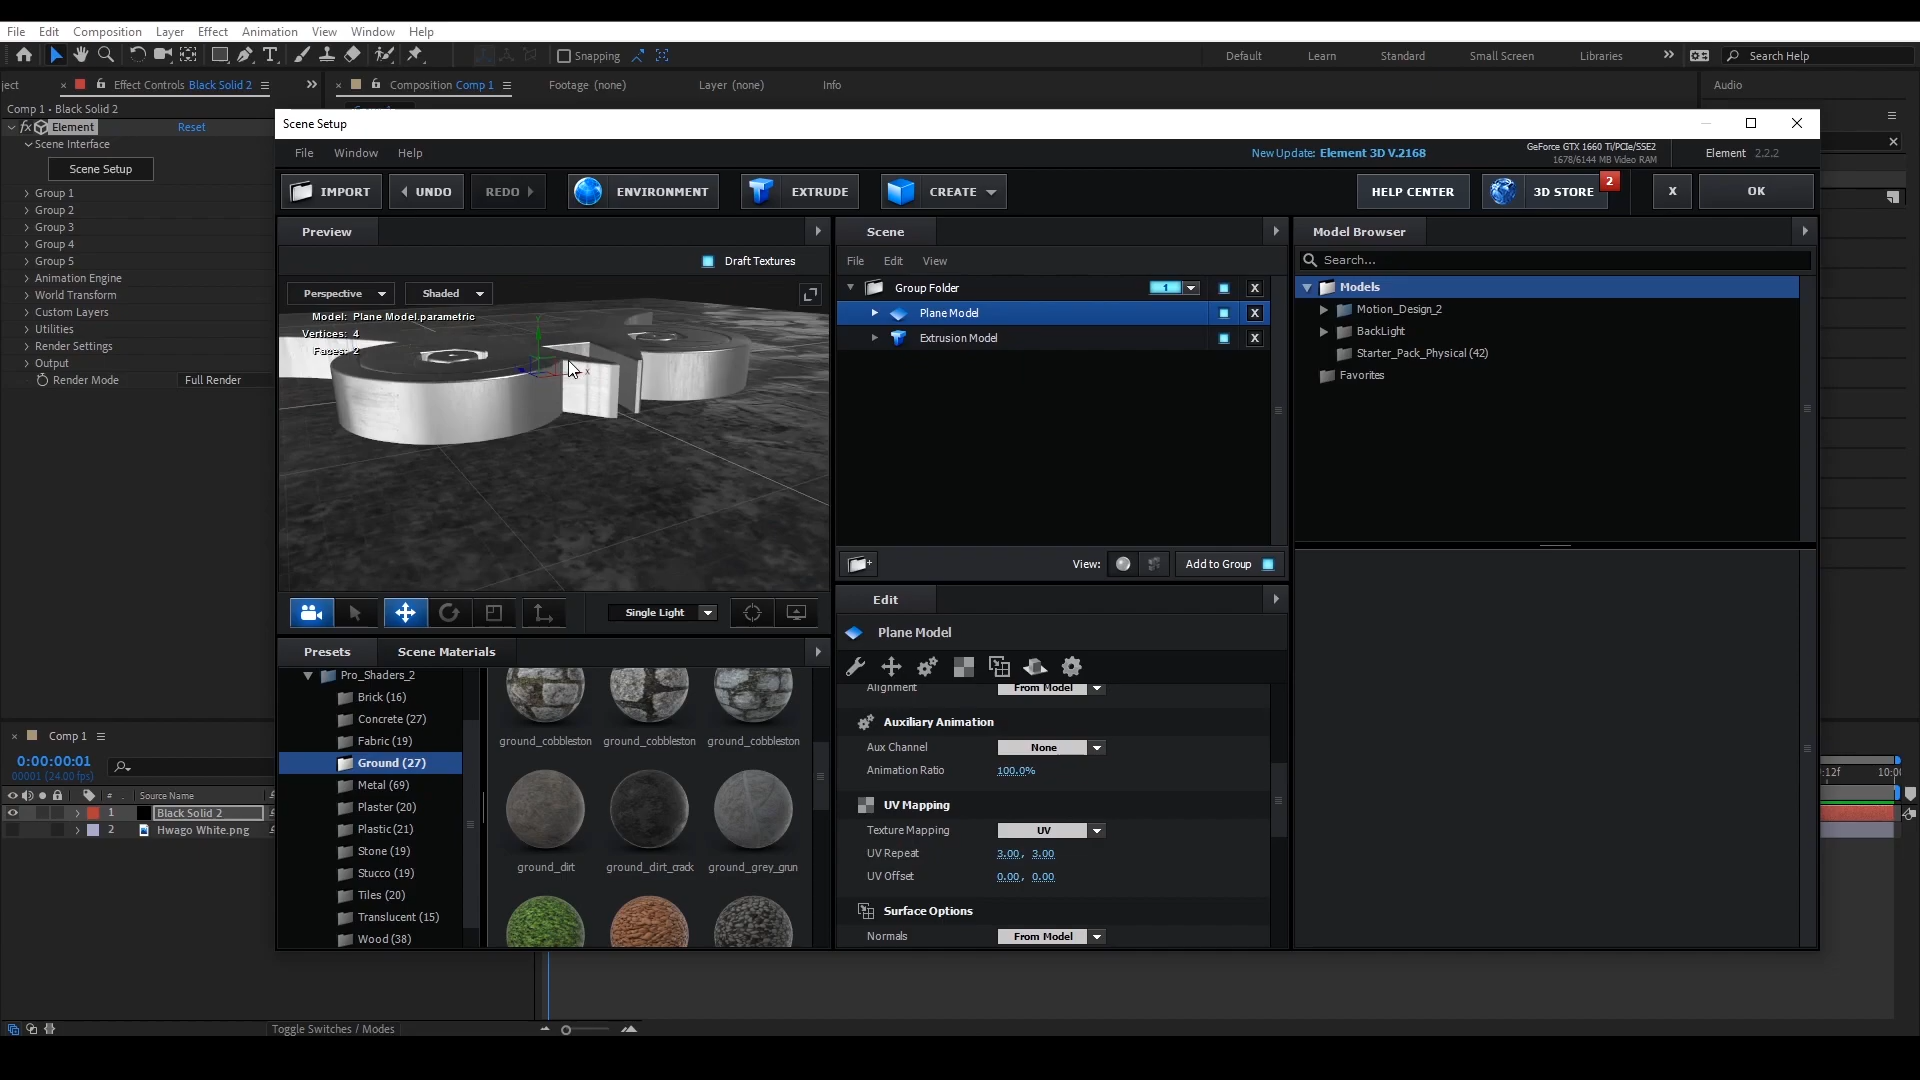 File Edit Composition Layer Effect Animation View Window Help
Snapping Default Learn Standard Small Screen Libraries Search Help
ject Effect Controls Black Solid 2 Composition Comp 1 Footage (none) Layer (none) Info Audio
Comp 1 • Black Solid 2
fx Element Reset
Scene Interface
Scene Setup
Group 1
Group 2
Group 3
Group 4
Group 5
Animation Engine
World Transform
Custom Layers
Utilities
Render Settings
Output
Render Mode Full Render
Scene Setup
File Window Help
New Update: Element 3D V.2168
GeForce GTX 1660 Ti/PCIe/SSE2
1678/6144 MB Video RAM
Element 2.2.2
IMPORT UNDO REDO ENVIRONMENT EXTRUDE CREATE HELP CENTER 3D STORE 2 X OK
Preview
Draft Textures
Perspective Shaded
Model: Plane Model.parametric
Vertices: 4
Faces: 2
X
Single Light
Scene
File Edit View
Group Folder 1 X
Plane Model X
Extrusion Model X
View: Add to Group
Model Browser
Search...
Models
Motion_Design_2
BackLight
Starter_Pack_Physical (42)
Favorites
Presets Scene Materials
Pro_Shaders_2
Brick (16)
Concrete (27)
Fabric (19)
Ground (27)
Metal (69)
Plaster (20)
Plastic (21)
Stone (19)
Stucco (19)
Tiles (20)
Translucent (15)
Wood (38)
ground_cobbleston ground_cobbleston ground_cobbleston
ground_dirt ground_dirt_crack ground_grey_grun
Edit
Plane Model
Alignment From Model
Auxiliary Animation
Aux Channel None
Animation Ratio 100.0%
UV Mapping
Texture Mapping UV
UV Repeat 3.00, 3.00
UV Offset 0.00, 0.00
Surface Options
Normals From Model
Comp 1
0:00:00:01
00001 (24.00 fps)
# Source Name
1 Black Solid 2
2 Hwago White.png
:12f 10:00
Toggle Switches / Modes